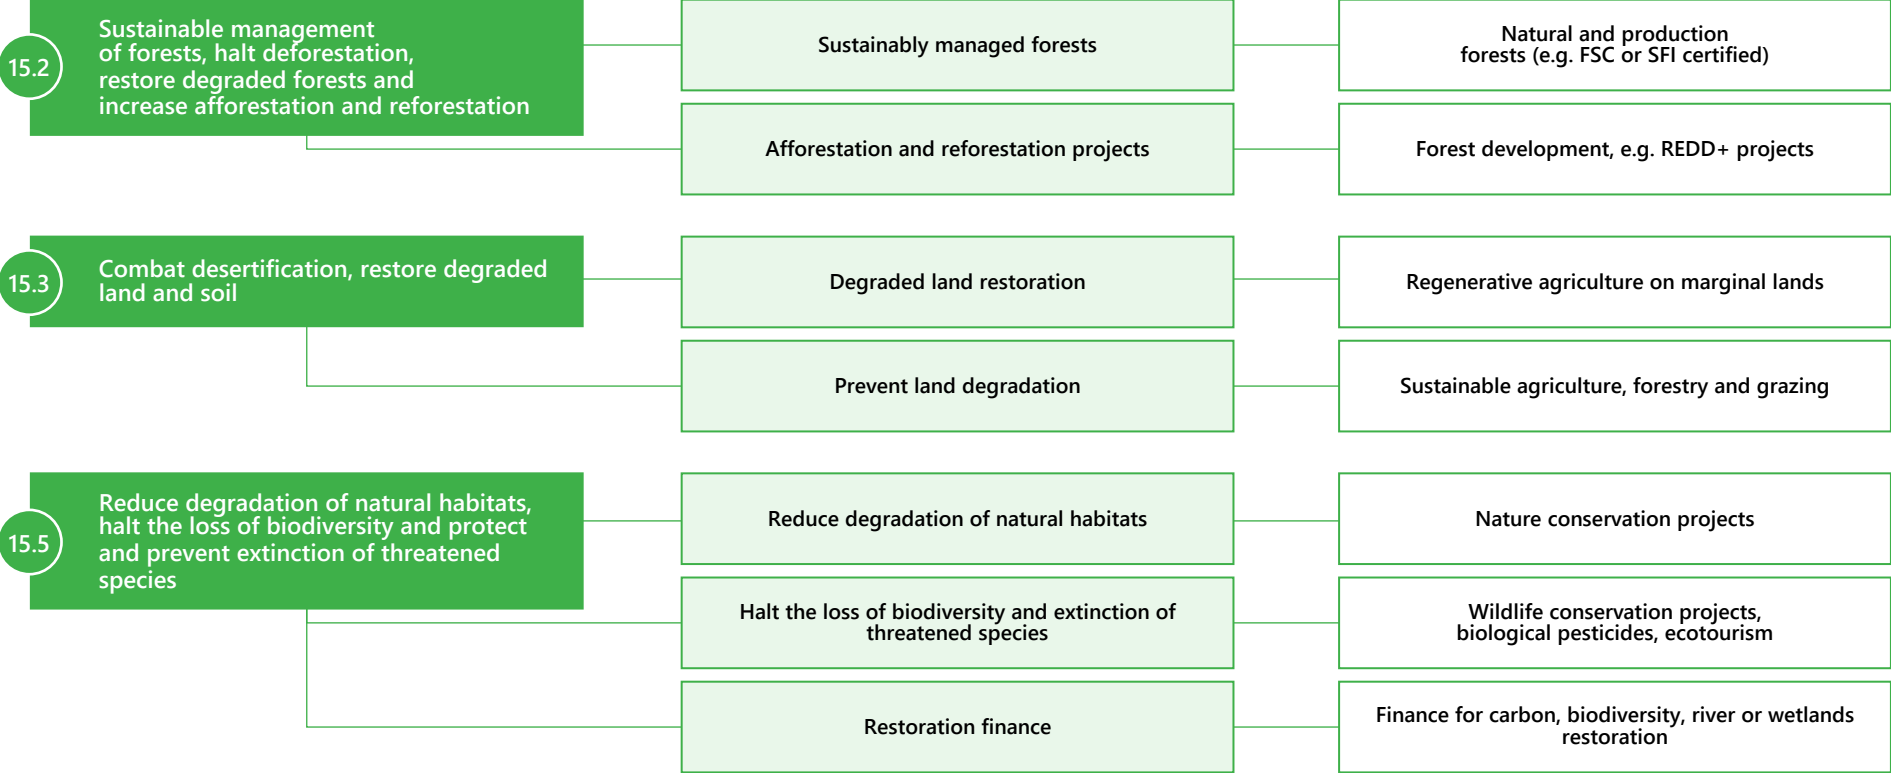 15.2
Sustainable management
of forests, halt deforestation,
restore degraded forests and
increase afforestation and reforestation
Sustainably managed forests
Natural and production
forests (e.g. FSC or SFI certified)
Afforestation and reforestation projects
Forest development, e.g. REDD+ projects
15.3
Combat desertification, restore degraded
land and soil
Degraded land restoration
Regenerative agriculture on marginal lands
Prevent land degradation
Sustainable agriculture, forestry and grazing
15.5
Reduce degradation of natural habitats,
halt the loss of biodiversity and protect
and prevent extinction of threatened
species
Reduce degradation of natural habitats
Nature conservation projects
Halt the loss of biodiversity and extinction of
threatened species
Wildlife conservation projects,
biological pesticides, ecotourism
Restoration finance
Finance for carbon, biodiversity, river or wetlands
restoration